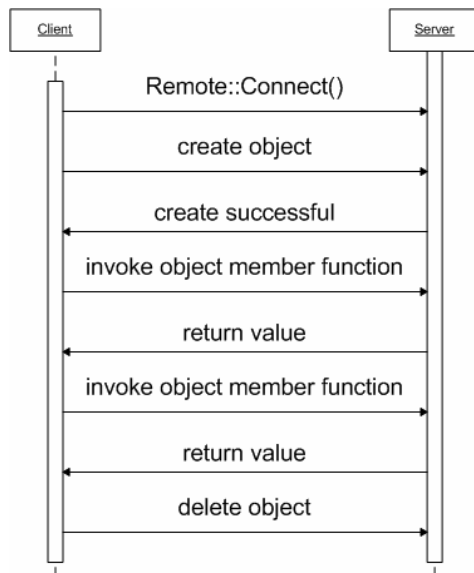 Client
Server
Remote::Connect()
create object
create successful
invoke object member function
return value
invoke object member function
return value
delete object